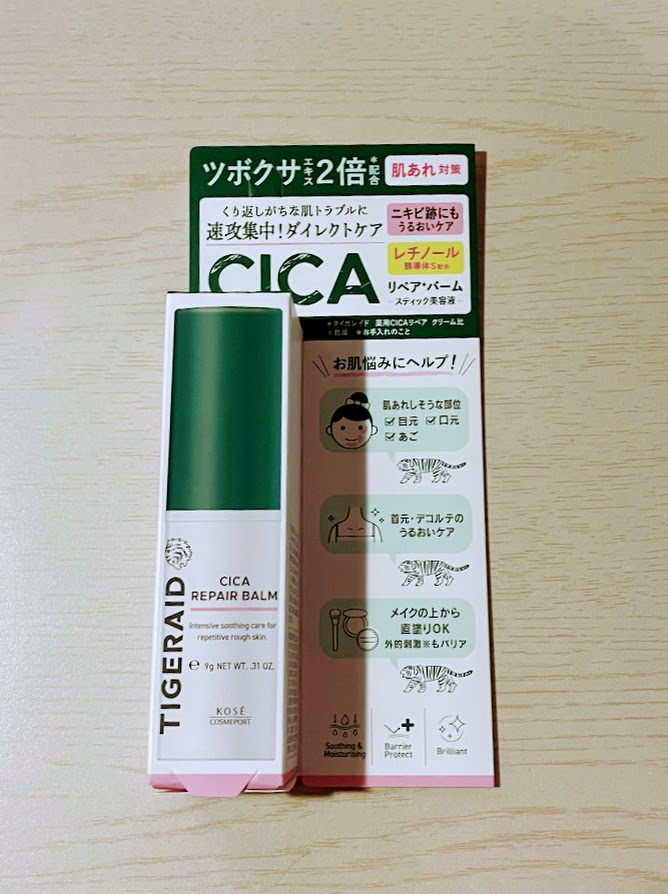 ツボクサエキス2倍*配合
肌あれ対策
くり返しがちな肌トラブルに
速攻集中!ダイレクトケア
ニキビ跡にも
うるおいケア
レチノール
誘導体S配合
CICA
リペア*バーム
スティック美容液
*タイガレイド 薬用CICAリペア クリーム比
*乾燥 *お手入れのこと
お肌悩みにヘルプ!
肌あれしそうな部位
目元 口元
あご
首元・デコルテの
うるおいケア
メイクの上から
直塗りOK
外的刺激※もバリア
Soothing &
Moisturising
Barrier
Protect
Brilliant
TIGERAID
CICA
REPAIR BALM
Intensive soothing care for
repetitive rough skin.
℮ 9g NET WT. .31 OZ.
KOSÉ
COSMEPORT